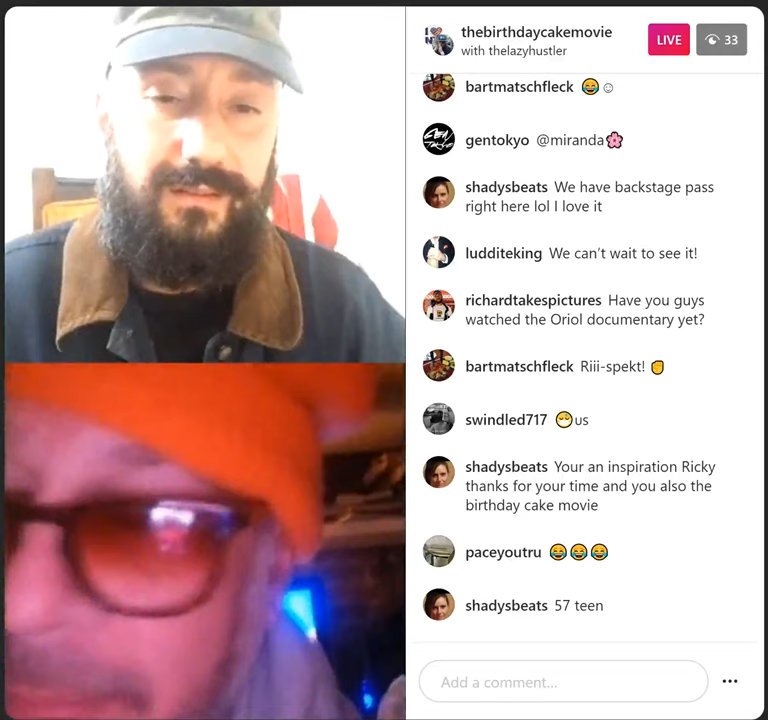 thebirthdaycakemovie
with thelazyhustler
LIVE
33
bartmatschfleck 😂☺
gentokyo @miranda🌸
shadysbeats We have backstage pass
right here lol I love it
ludditeking We can't wait to see it!
richardtakespictures Have you guys
watched the Oriol documentary yet?
bartmatschfleck Riii-spekt! ✊
swindled717 😷us
shadysbeats Your an inspiration Ricky
thanks for your time and you also the
birthday cake movie
paceyoutru 😂😂😂
shadysbeats 57 teen
Add a comment...